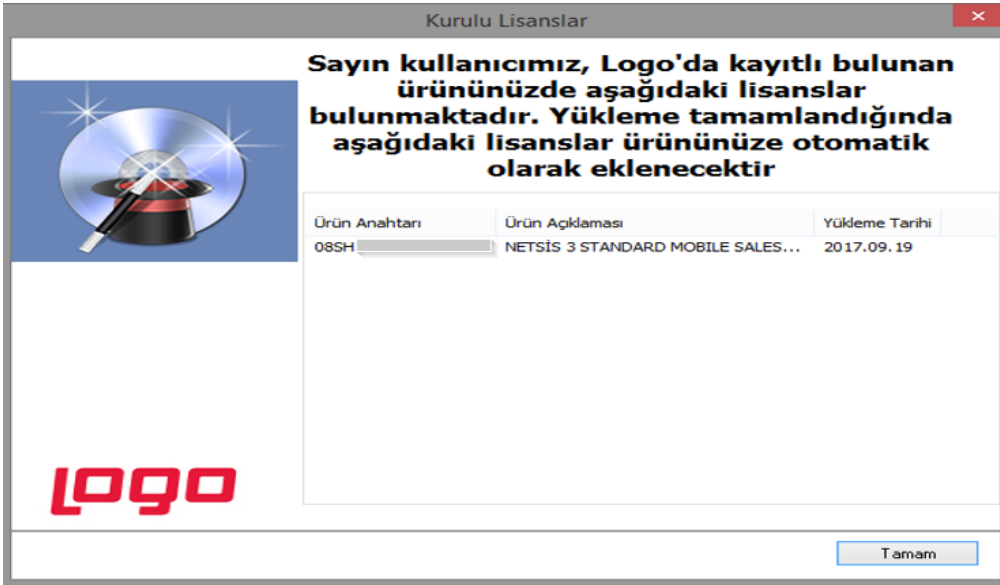 Kurulu Lisanslar
Sayın kullanıcımız, Logo'da kayıtlı bulunan
ürününüzde aşağıdaki lisanslar
bulunmaktadır. Yükleme tamamlandığında
aşağıdaki lisanslar ürününüze otomatik
olarak eklenecektir
Ürün Anahtarı Ürün Açıklaması Yükleme Tarihi
08SH NETSİS 3 STANDARD MOBILE SALES... 2017.09.19
LOGO
Tamam